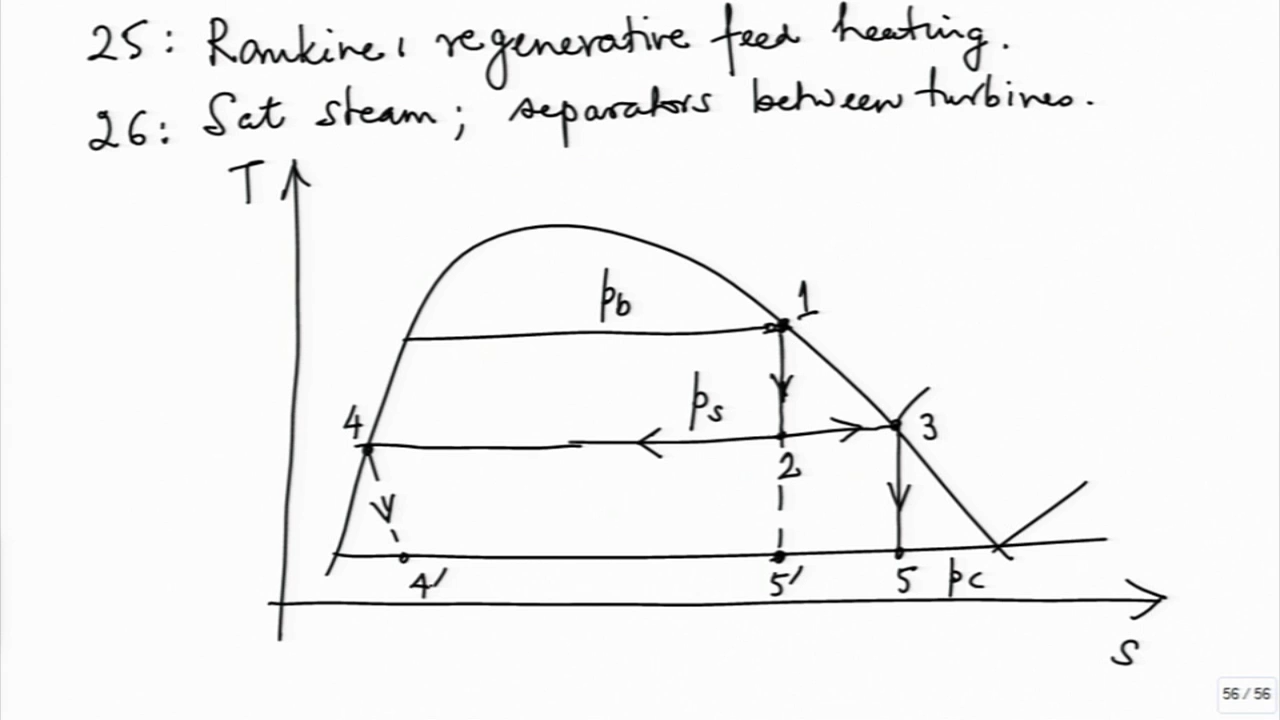 25: Rankine, regenerative feed heating.
26: Sat steam; separators between turbines.
T
pb
1
ps
4
3
2
4'
5'
5
pc
s
56 / 56